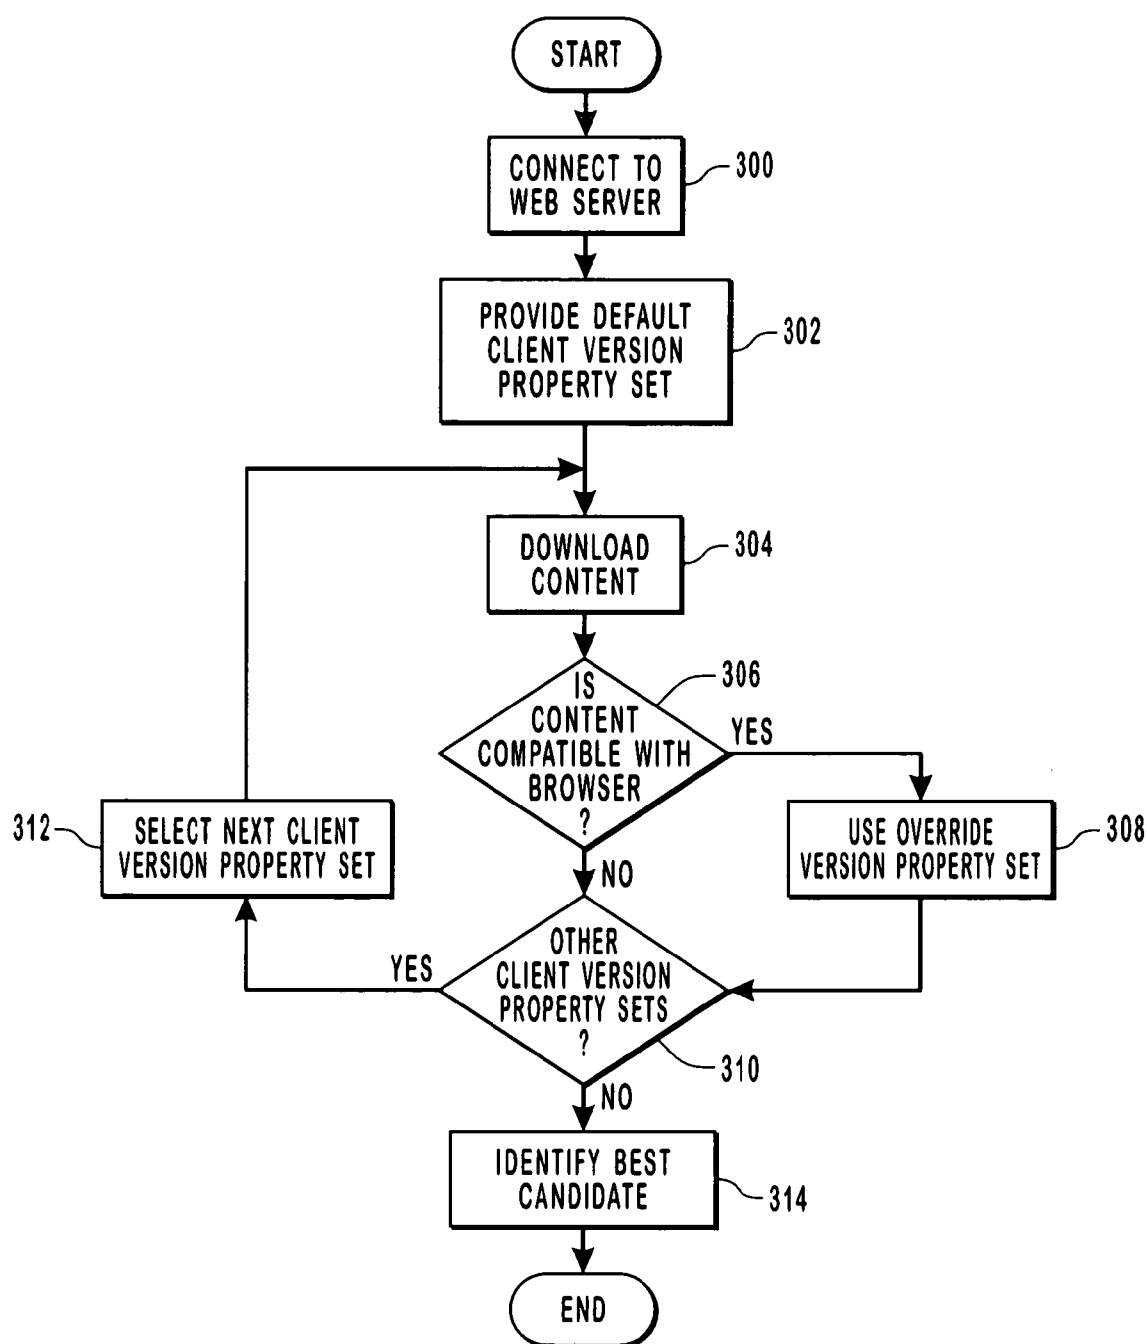 START
CONNECT TO
WEB SERVER
300
PROVIDE DEFAULT
CLIENT VERSION
PROPERTY SET
302
DOWNLOAD
CONTENT
304
IS
CONTENT
COMPATIBLE WITH
BROWSER
?
306
YES
NO
USE OVERRIDE
VERSION PROPERTY SET
308
312
SELECT NEXT CLIENT
VERSION PROPERTY SET
OTHER
CLIENT VERSION
PROPERTY SETS
?
YES
310
NO
IDENTIFY BEST
CANDIDATE
314
END